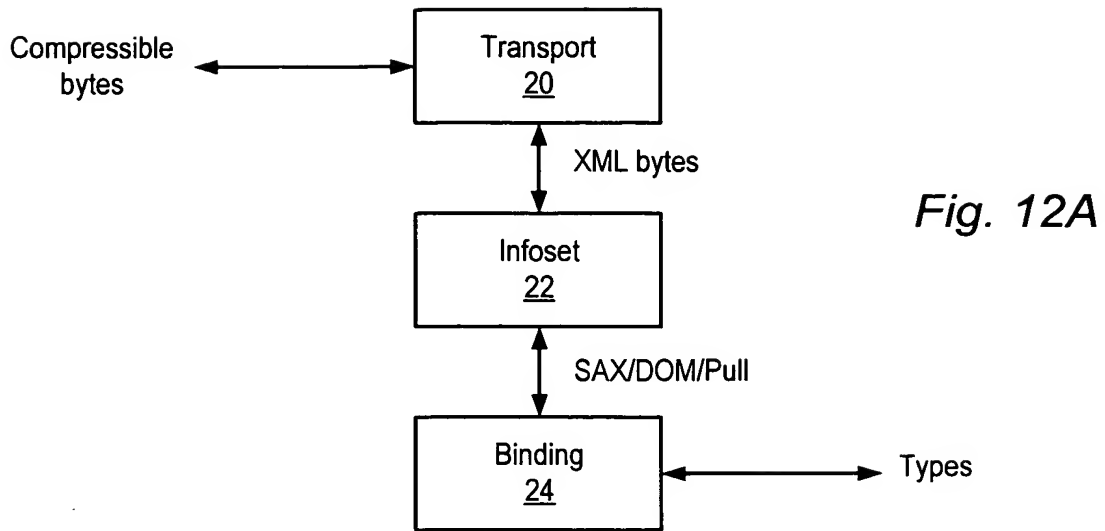 Compressible
bytes
Transport
20
XML bytes
Fig. 12A
Infoset
22
SAX/DOM/Pull
Binding
24
Types